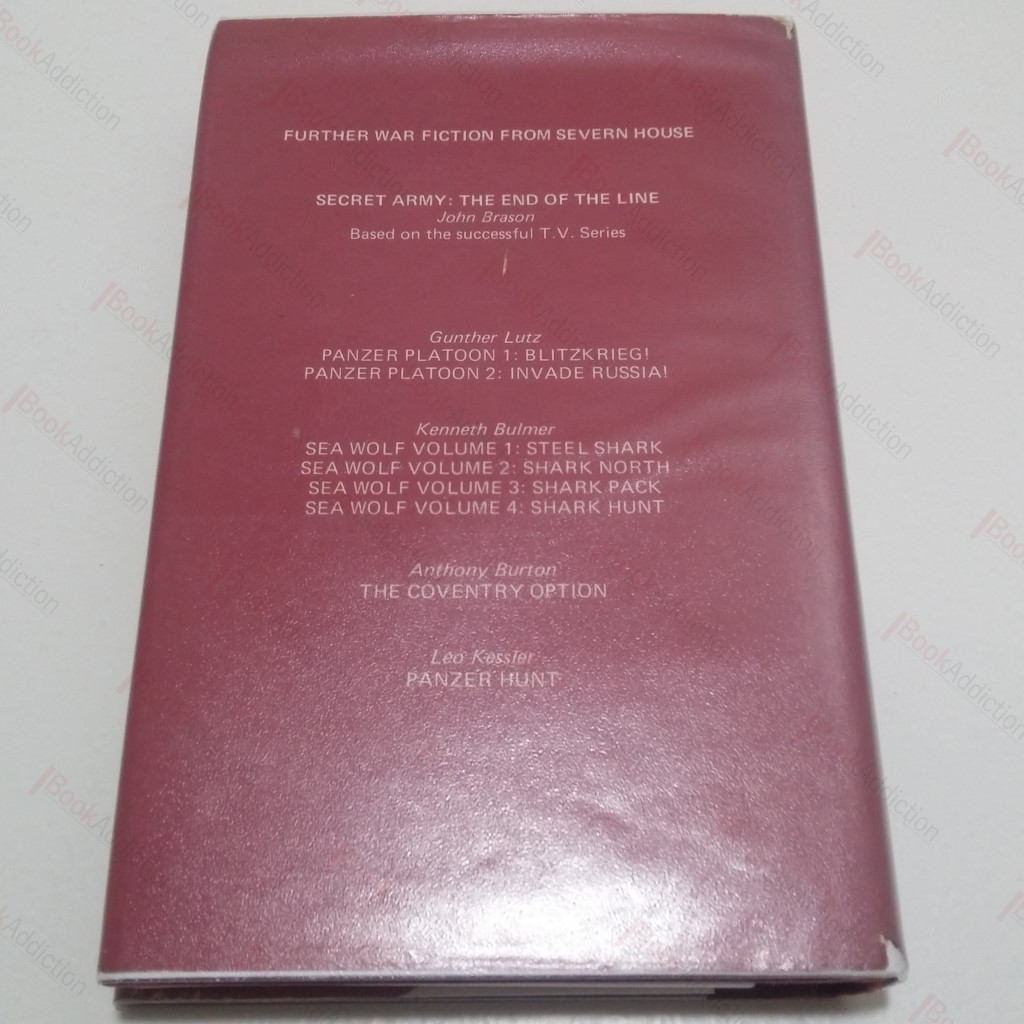 FURTHER WAR FICTION FROM SEVERN HOUSE
SECRET ARMY: THE END OF THE LINE
John Brason
Based on the successful T.V. Series
Gunther Lutz
PANZER PLATOON 1: BLITZKRIEG!
PANZER PLATOON 2: INVADE RUSSIA!
Kenneth Bulmer
SEA WOLF VOLUME 1: STEEL SHARK
SEA WOLF VOLUME 2: SHARK NORTH
SEA WOLF VOLUME 3: SHARK PACK
SEA WOLF VOLUME 4: SHARK HUNT
Anthony Burton
THE COVENTRY OPTION
Leo Kessler
PANZER HUNT
BookAddiction